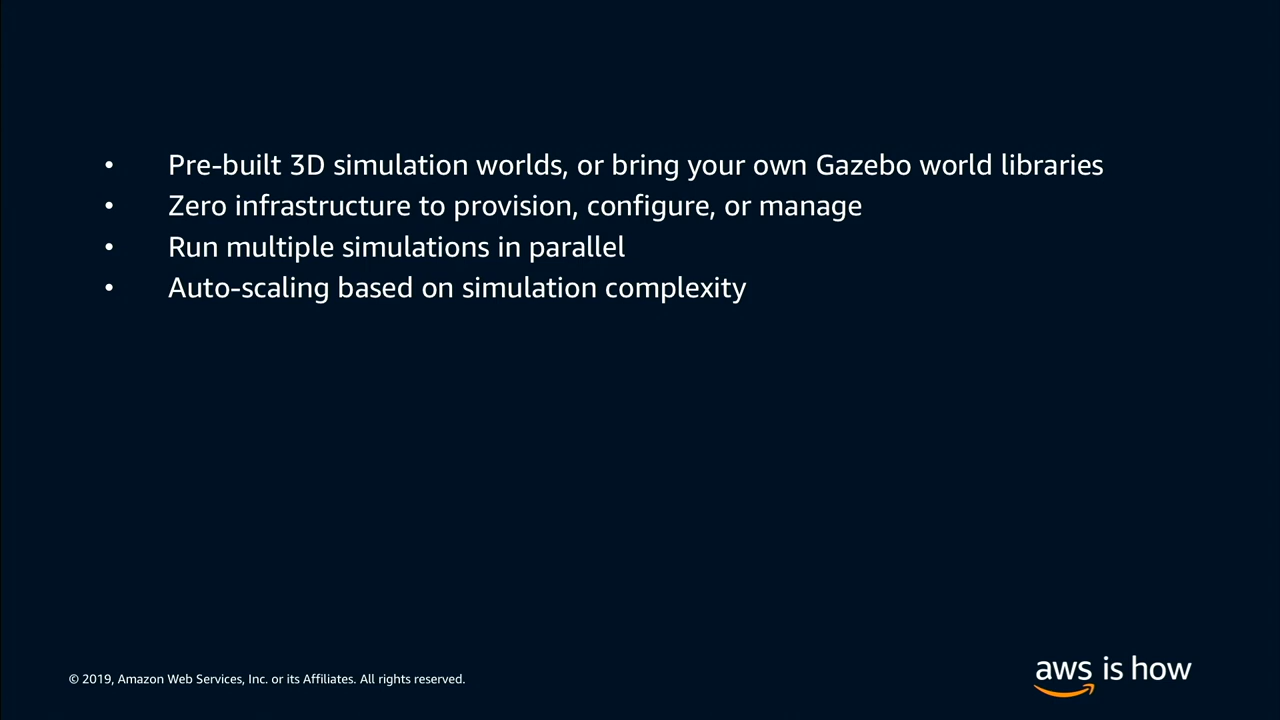 • Pre-built 3D simulation worlds, or bring your own Gazebo world libraries
• Zero infrastructure to provision, configure, or manage
• Run multiple simulations in parallel
• Auto-scaling based on simulation complexity
© 2019, Amazon Web Services, Inc. or its Affiliates. All rights reserved.
aws is how